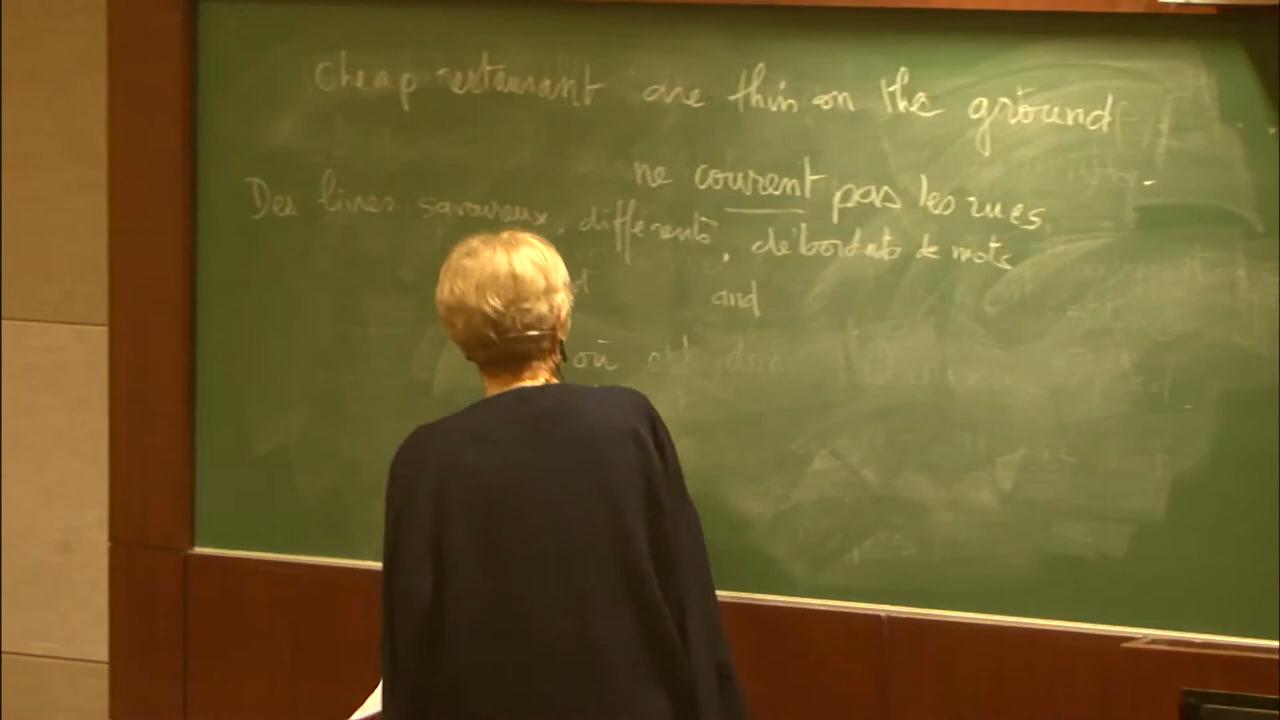 cheap restaurant are thin on the ground
ne courent pas les rues
Des livres savoureux, différents, débordants de mots
and
où est donc